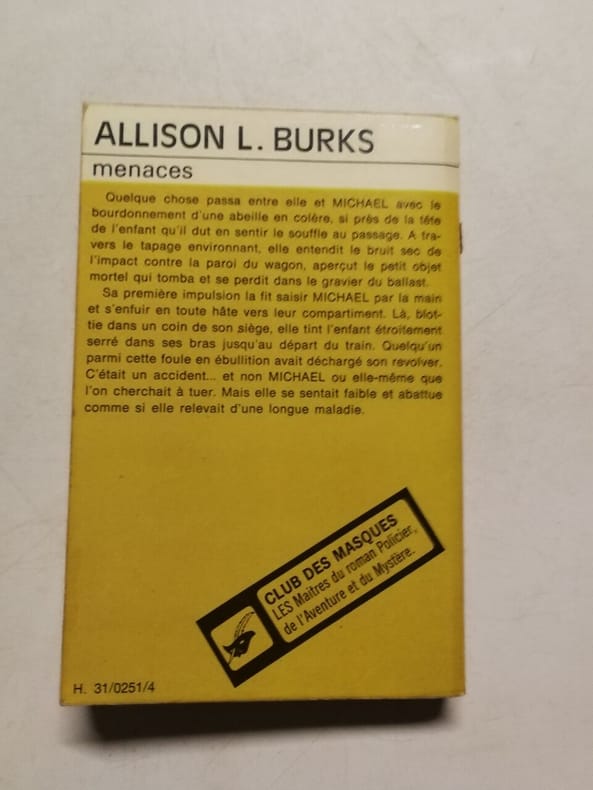 ALLISON L. BURKS
menaces
Quelque chose passa entre elle et MICHAEL avec le
bourdonnement d'une abeille en colère, si près de la tête
de l'enfant qu'il dut en sentir le souffle au passage. A tra-
vers le tapage environnant, elle entendit le bruit sec de
l'impact contre la paroi du wagon, aperçut le petit objet
mortel qui tomba et se perdit dans le gravier du ballast.
Sa première impulsion la fit saisir MICHAEL par la main
et s'enfuir en toute hâte vers leur compartiment. Là, blot-
tie dans un coin de son siège, elle tint l'enfant étroitement
serré dans ses bras jusqu'au départ du train. Quelqu'un
parmi cette foule en ébullition avait déchargé son revolver.
C'était un accident... et non MICHAEL ou elle-même que
l'on cherchait à tuer. Mais elle se sentait faible et abattue
comme si elle relevait d'une longue maladie.
CLUB DES MASQUES
LES Maitres du roman Policier,
de l'Aventure et du Mystère.
H. 31/0251/4